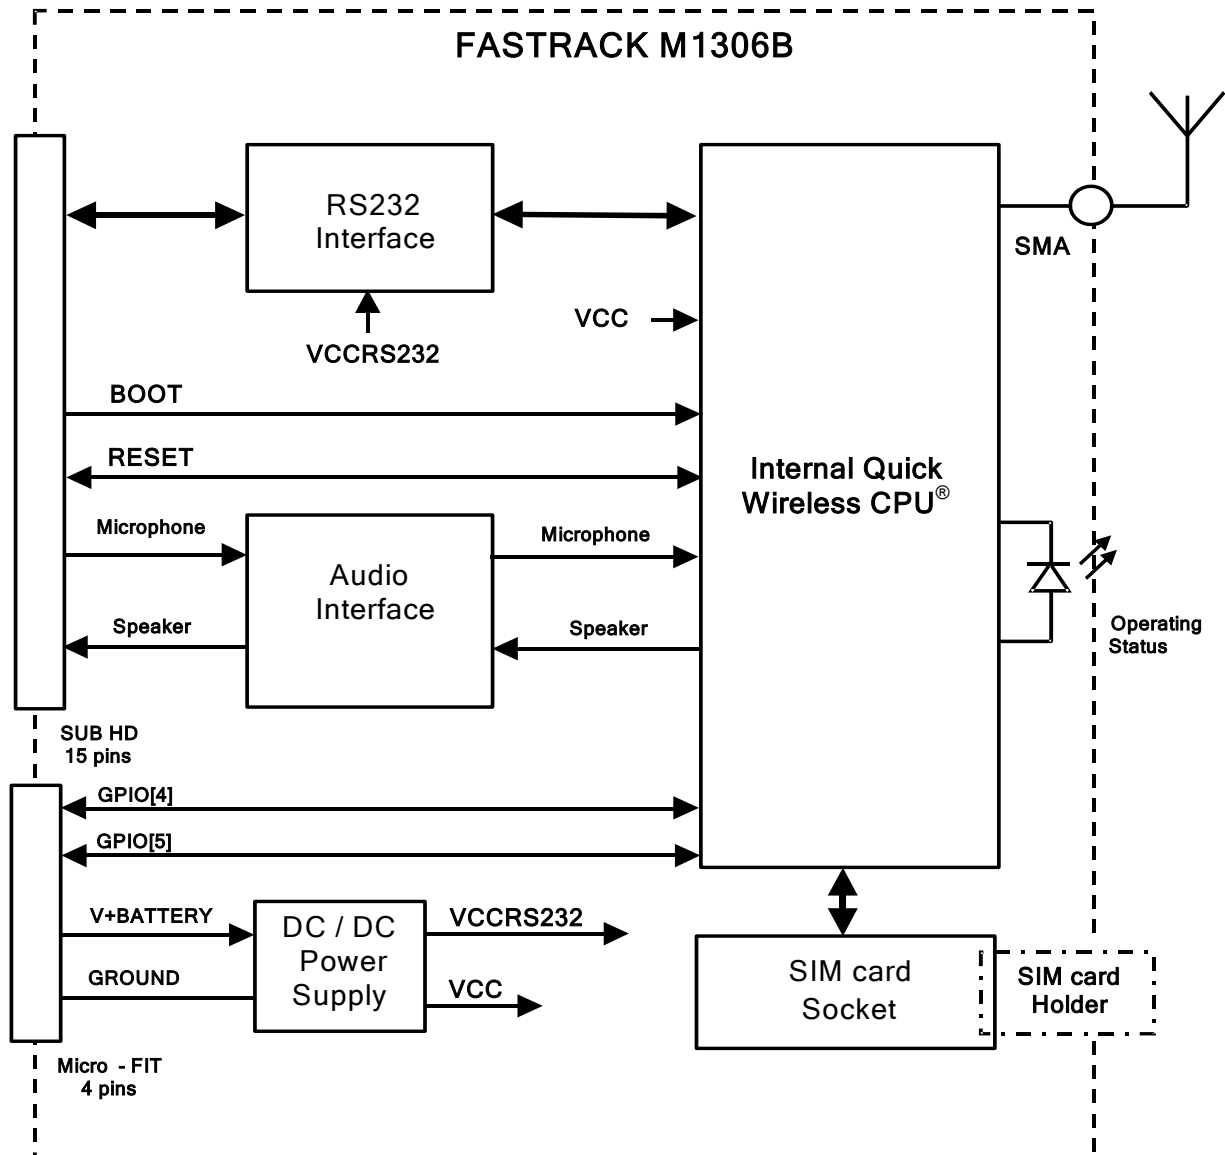 FASTRACK M1306B
RS232
Interface
SMA
VCC
VCCRS232
BOOT
RESET
Internal Quick
Wireless CPU®
Microphone
Microphone
Audio
Interface
Speaker
Speaker
Operating
Status
SUB HD
15 pins
GPIO[4]
GPIO[5]
V+BATTERY
GROUND
DC / DC
Power
Supply
VCCRS232
VCC
SIM card
Socket
SIM card
Holder
Micro - FIT
4 pins